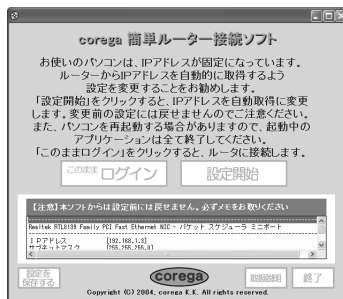 corega 簡単ルーター接続ソフト
お使いのパソコンは、IPアドレスが固定になっています。
ルーターからIPアドレスを自動的に取得するよう
設定を変更することをお勧めします。
「設定開始」をクリックすると、IPアドレスを自動取得に変更
します。変更前の設定には戻せませんのでご注意ください。
また、パソコンを再起動する場合がありますので、起動中の
アプリケーションは全て終了してください。
「このままログイン」をクリックすると、ルータに接続します。
このまま ログイン
設定開始
【注意】本ソフトからは設定前には戻せません。必ずメモをお取りください
Realtek RTL8139 Family PCI Fast Ethernet NIC - パケット スケジューラ ミニポート
IPアドレス [192.168.1.3]
サブネットマスク [255.255.255.0]
設定を
保存する
corega
取扱説明
終了
Copyright (C) 2004, corega K.K. All rights reserved.